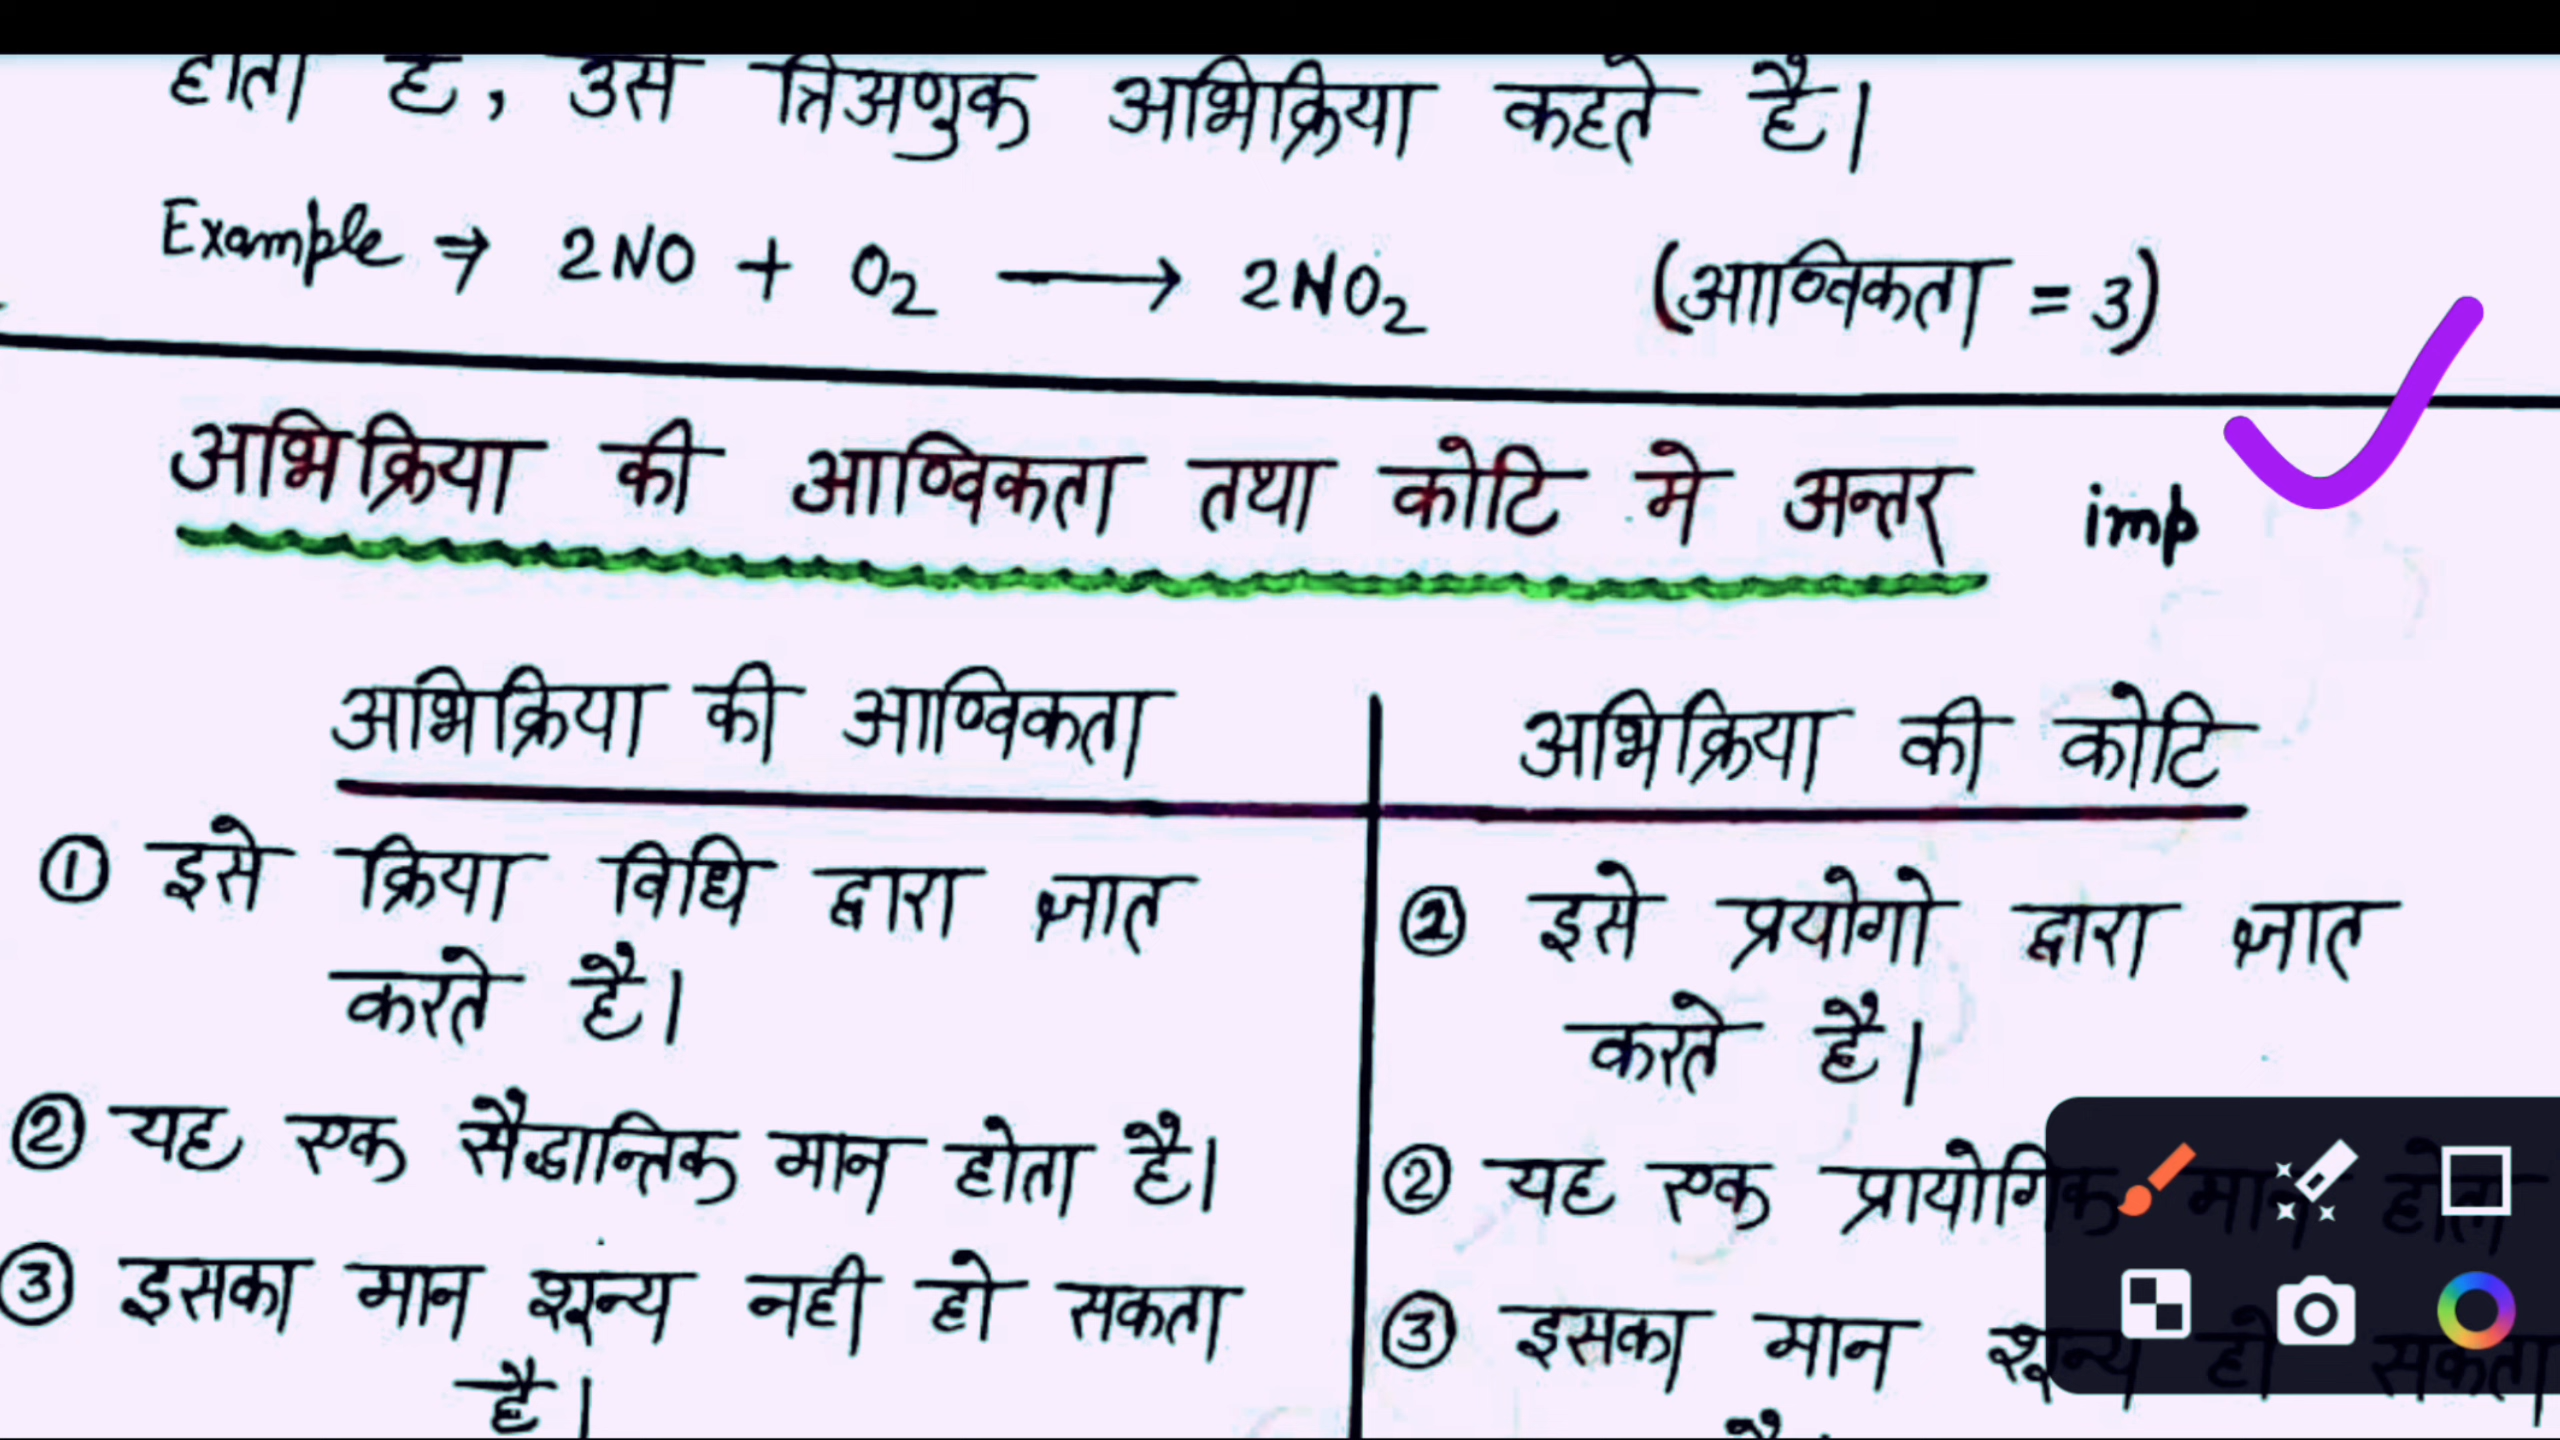 होता है, उसे त्रिअणुक अभिक्रिया कहते है।
Example ⇒ 2NO + O₂ ⟶ 2NO₂ (आण्विकता = 3)
अभिक्रिया की आण्विकता तथा कोटि मे अन्तर imp
अभिक्रिया की आण्विकता
अभिक्रिया की कोटि
① इसे क्रिया विधि द्वारा ज्ञात
करते है।
② यह एक सैद्धान्तिक मान होता है।
③ इसका मान शून्य नही हो सकता
है।
① इसे प्रयोगो द्वारा ज्ञात
करते है।
② यह एक प्रायोगिक मान होता
③ इसका मान शून्य हो सकता